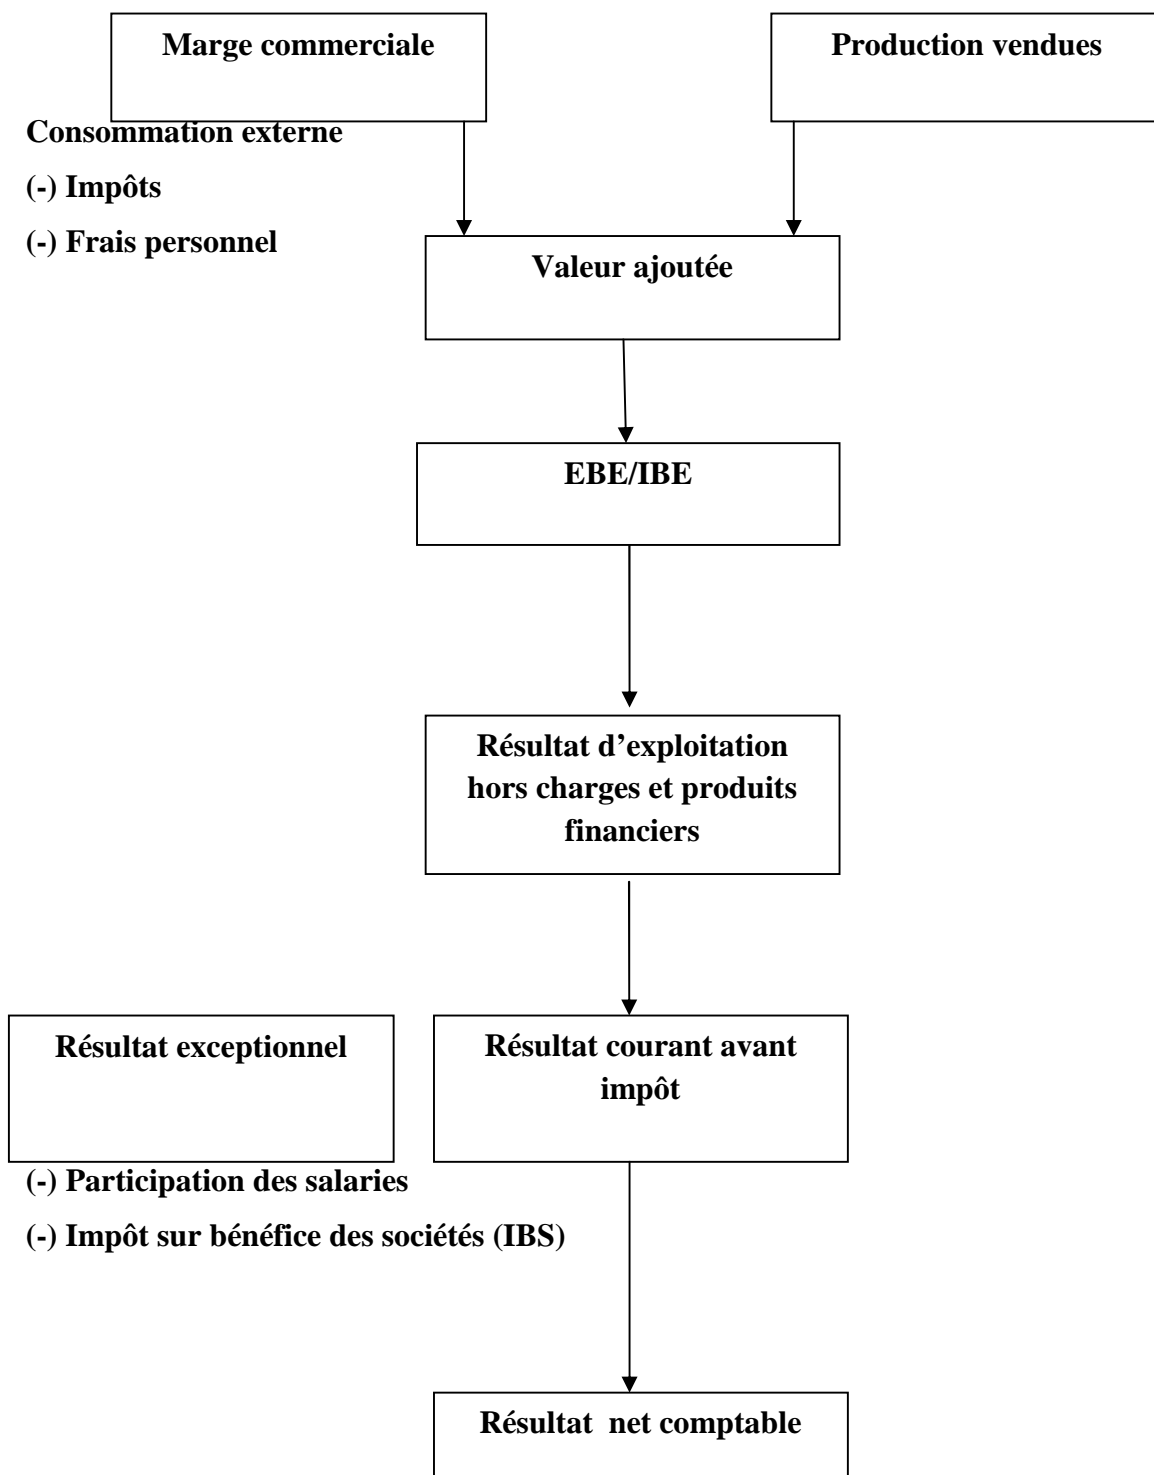 Marge commerciale
Production vendues
Consommation externe
(-) Impôts
(-) Frais personnel
Valeur ajoutée
EBE/IBE
Résultat d’exploitation
hors charges et produits
financiers
Résultat exceptionnel
Résultat courant avant
impôt
(-) Participation des salaries
(-) Impôt sur bénéfice des sociétés (IBS)
Résultat net comptable